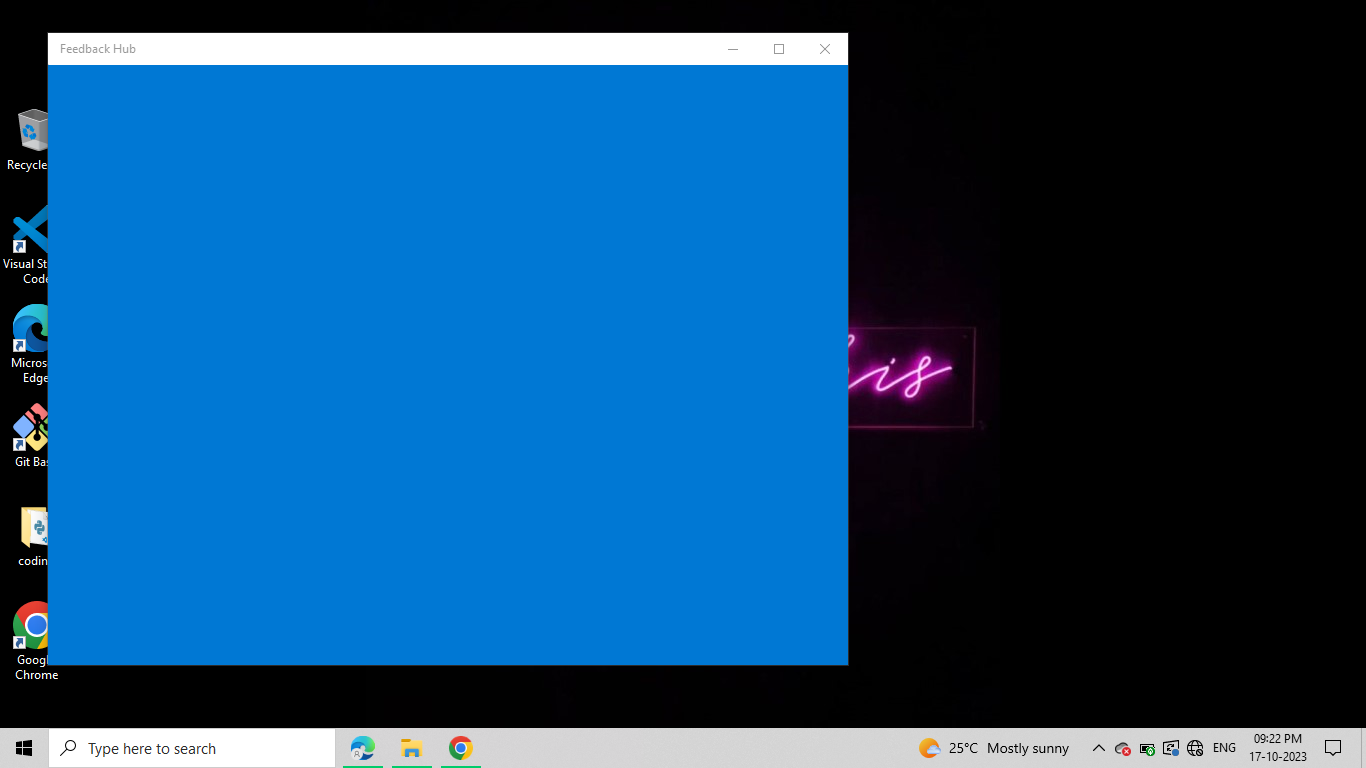 Feedback Hub
Recycle
Visual St
Code
Micros
Edge
Git Bas
codin
Googl
Chrome
is
Type here to search
25°C Mostly sunny
ENG
09:22 PM
17-10-2023